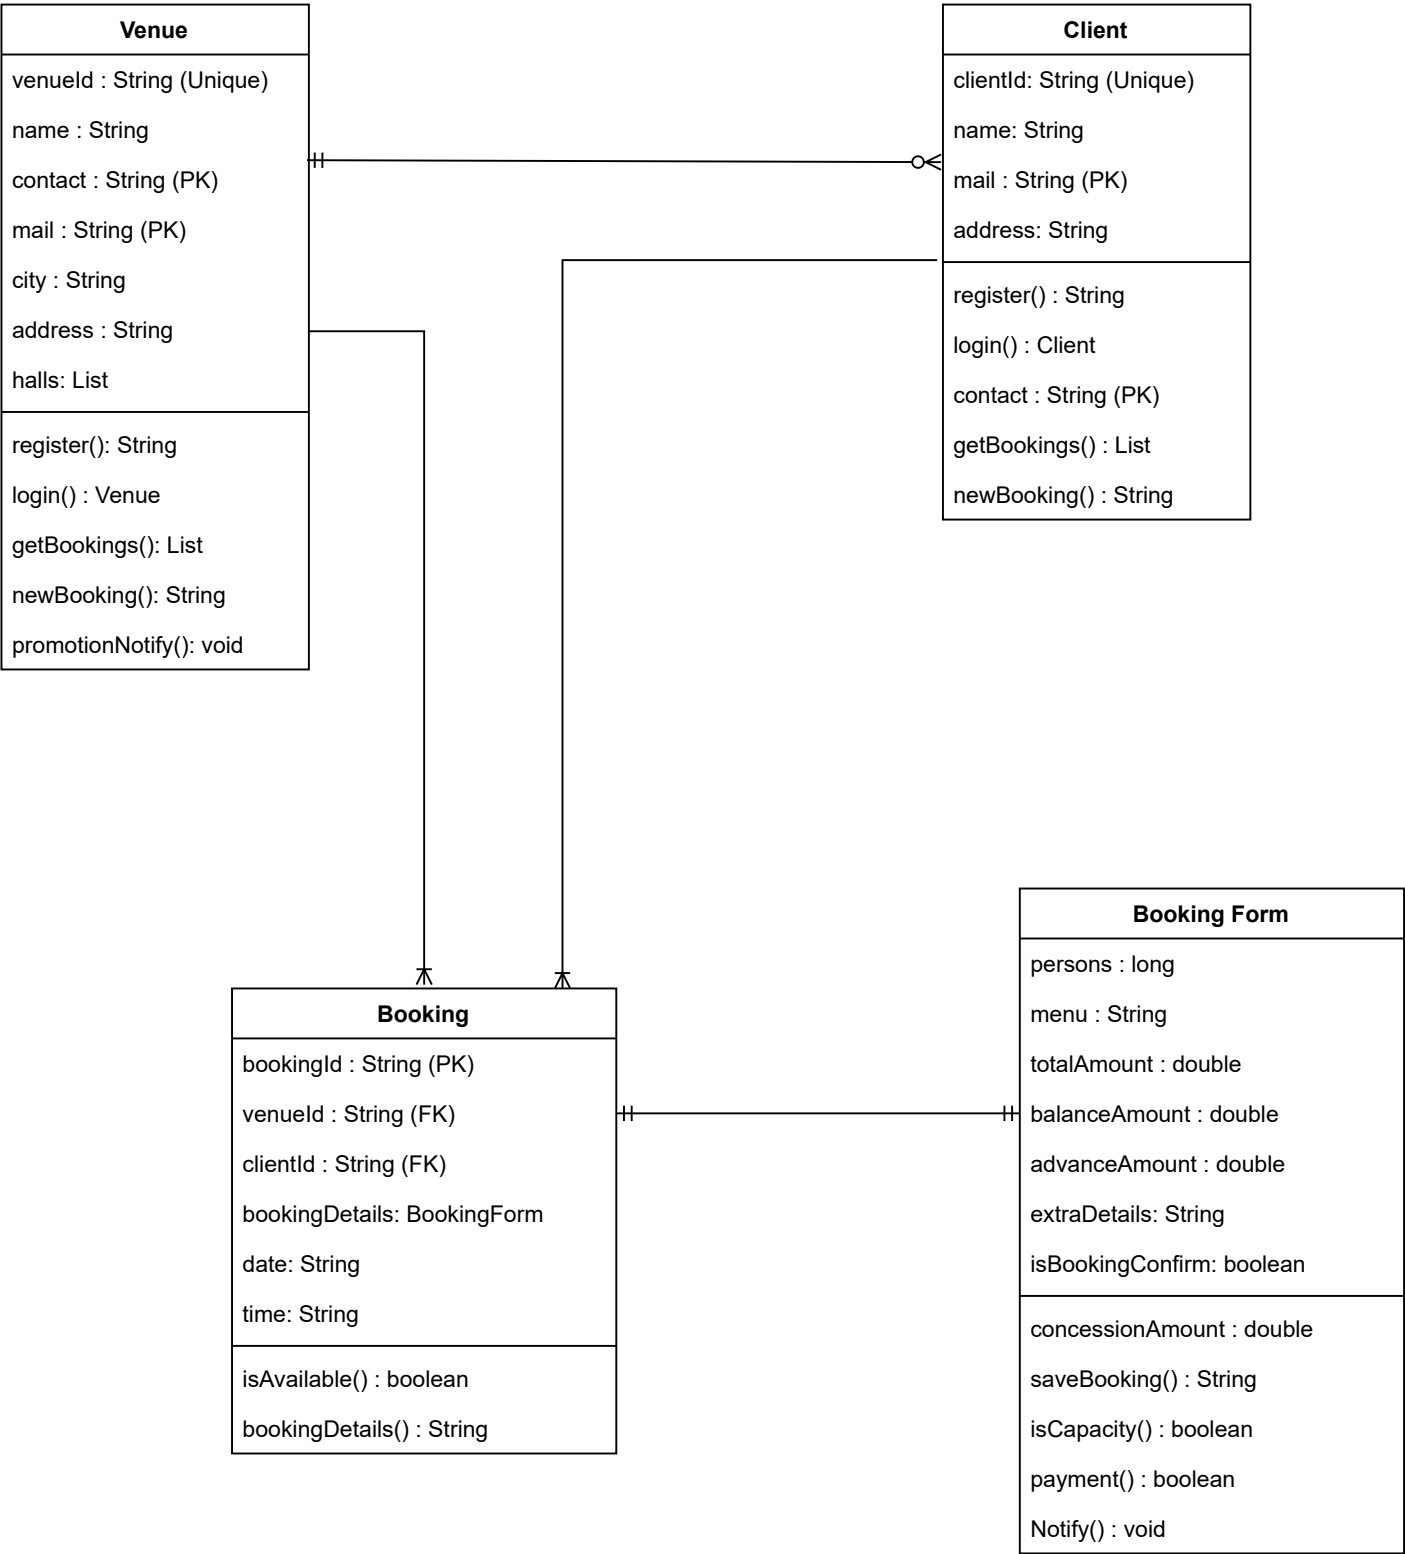 Venue
venueId : String (Unique)
name : String
contact : String (PK)
mail : String (PK)
city : String
address : String
halls: List
register(): String
login() : Venue
getBookings(): List
newBooking(): String
promotionNotify(): void
Client
clientId: String (Unique)
name: String
mail : String (PK)
address: String
register() : String
login() : Client
contact : String (PK)
getBookings() : List
newBooking() : String
Booking
bookingId : String (PK)
venueId : String (FK)
clientId : String (FK)
bookingDetails: BookingForm
date: String
time: String
isAvailable() : boolean
bookingDetails() : String
Booking Form
persons : long
menu : String
totalAmount : double
balanceAmount : double
advanceAmount : double
extraDetails: String
isBookingConfirm: boolean
concessionAmount : double
saveBooking() : String
isCapacity() : boolean
payment() : boolean
Notify() : void